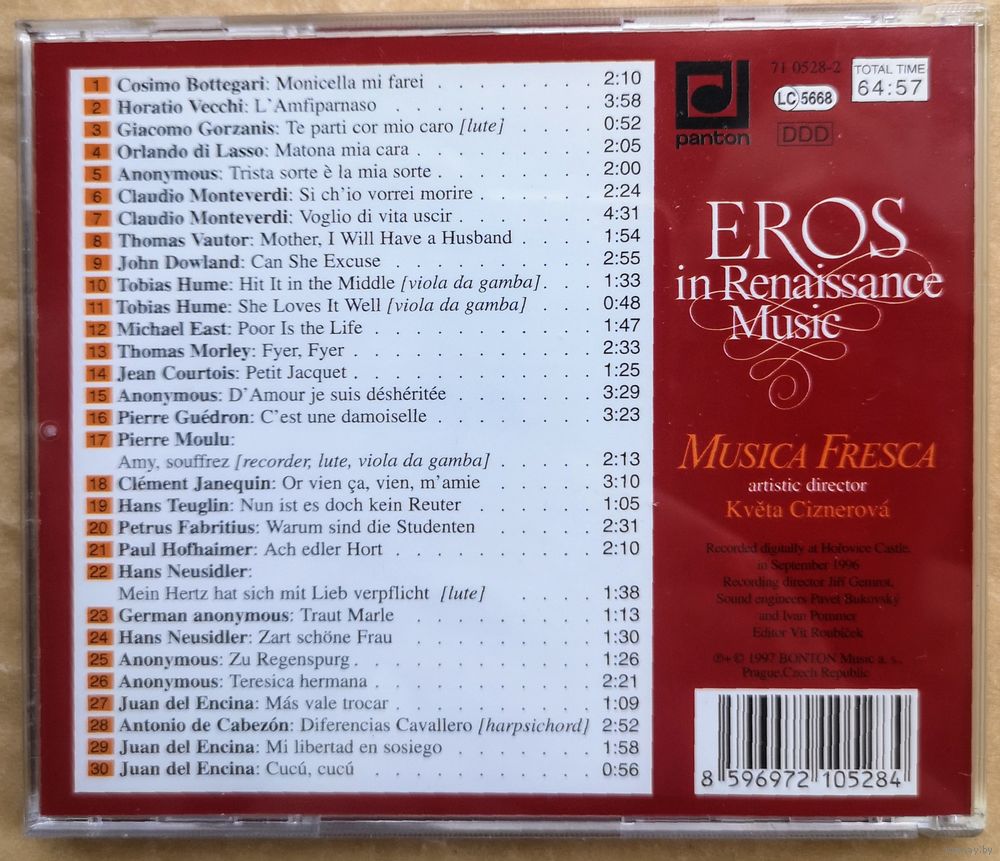 1 Cosimo Bottegari: Monicella mi farei . . . . . . . . 2:10
2 Horatio Vecchi: L'Amfiparnaso . . . . . . . . . 3:58
3 Giacomo Gorzanis: Te parti cor mio caro [lute] . . . . . 0:52
4 Orlando di Lasso: Matona mia cara . . . . . . . . 2:05
5 Anonymous: Trista sorte è la mia sorte . . . . . . . 2:00
6 Claudio Monteverdi: Si ch'io vorrei morire . . . . . . 2:24
7 Claudio Monteverdi: Voglio di vita uscir . . . . . . 4:31
8 Thomas Vautor: Mother, I Will Have a Husband . . . . 1:54
9 John Dowland: Can She Excuse . . . . . . . . . 2:55
10 Tobias Hume: Hit It in the Middle [viola da gamba] . . . 1:33
11 Tobias Hume: She Loves It Well [viola da gamba] . . . . 0:48
12 Michael East: Poor Is the Life . . . . . . . . . . 1:47
13 Thomas Morley: Fyer, Fyer . . . . . . . . . . . 2:33
14 Jean Courtois: Petit Jacquet . . . . . . . . . . . 1:25
15 Anonymous: D'Amour je suis déshéritée . . . . . . . 3:29
16 Pierre Guédron: C'est une damoiselle . . . . . . . . 3:23
17 Pierre Moulu:
Amy, souffrez [recorder, lute, viola da gamba] . . . . . 2:13
18 Clément Janequin: Or vien ça, vien, m'amie . . . . . . 3:10
19 Hans Teuglin: Nun ist es doch kein Reuter . . . . . . 1:05
20 Petrus Fabritius: Warum sind die Studenten . . . . . 2:31
21 Paul Hofhaimer: Ach edler Hort . . . . . . . . . 2:10
22 Hans Neusidler:
Mein Hertz hat sich mit Lieb verpflicht [lute] . . . . 1:38
23 German anonymous: Traut Marle . . . . . . . . 1:13
24 Hans Neusidler: Zart schöne Frau . . . . . . . . . 1:30
25 Anonymous: Zu Regenspurg . . . . . . . . . . . 1:26
26 Anonymous: Teresica hermana . . . . . . . . . . 2:21
27 Juan del Encina: Más vale trocar . . . . . . . . . 1:09
28 Antonio de Cabezón: Diferencias Cavallero [harpsichord] 2:52
29 Juan del Encina: Mi libertad en sosiego . . . . . . . 1:58
30 Juan del Encina: Cucú, cucú . . . . . . . . . . 0:56
panton
71 0528-2
LC 5668
DDD
TOTAL TIME
64:57
EROS
in Renaissance
Music
MUSICA FRESCA
artistic director
Květa Ciznerová
Recorded digitally at Hořovice Castle,
in September 1996
Recording director Jiří Gemrot,
Sound engineers Pavel Bukovský
and Ivan Pommer
Editor Vít Roubíček
℗+© 1997 BONTON Music a. s.,
Prague, Czech Republic
8 596972 105284